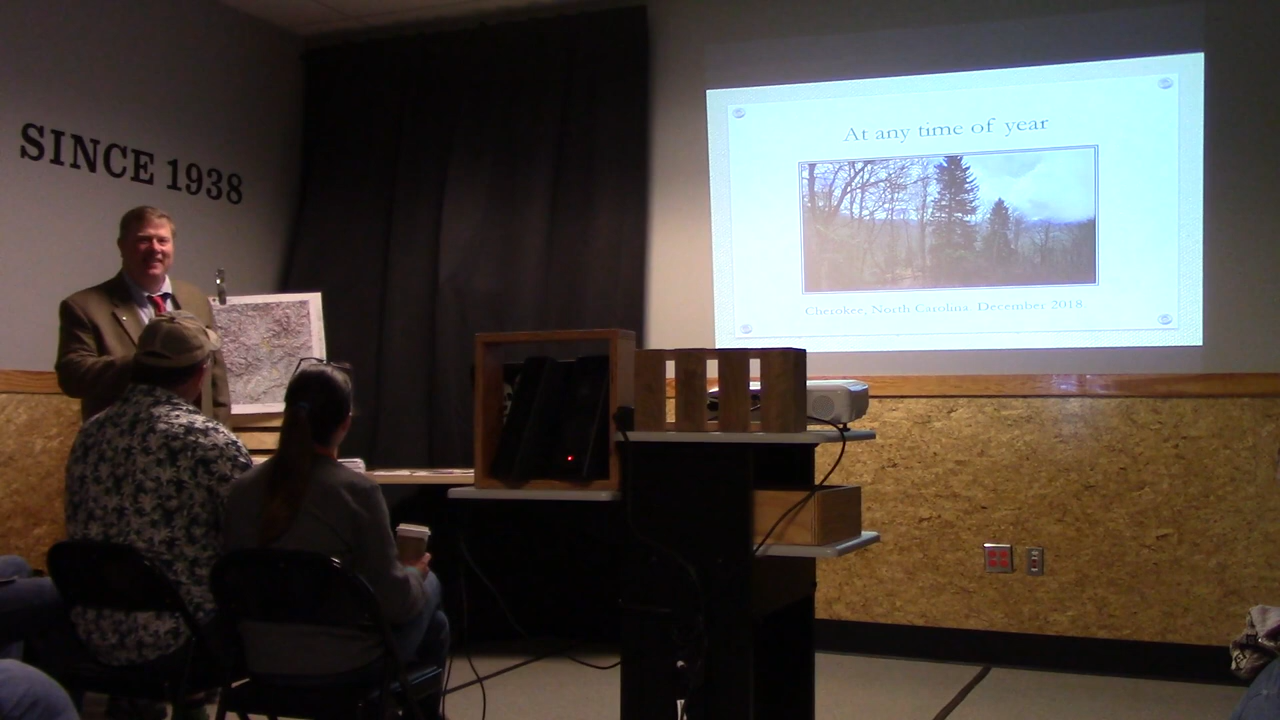 SINCE 1938
At any time of year
Cherokee, North Carolina December 2018